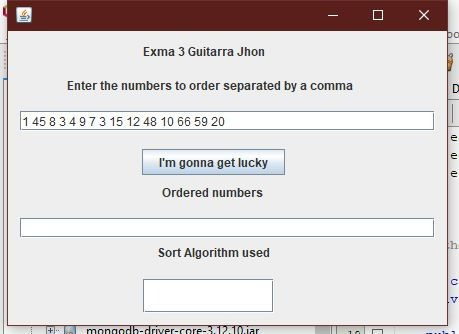 Exma 3 Guitarra Jhon
Enter the numbers to order separated by a comma
1 45 8 3 4 9 7 3 15 12 48 10 66 59 20
I'm gonna get lucky
Ordered numbers
Sort Algorithm used
mongodb-driver-core-3.12.10.jar